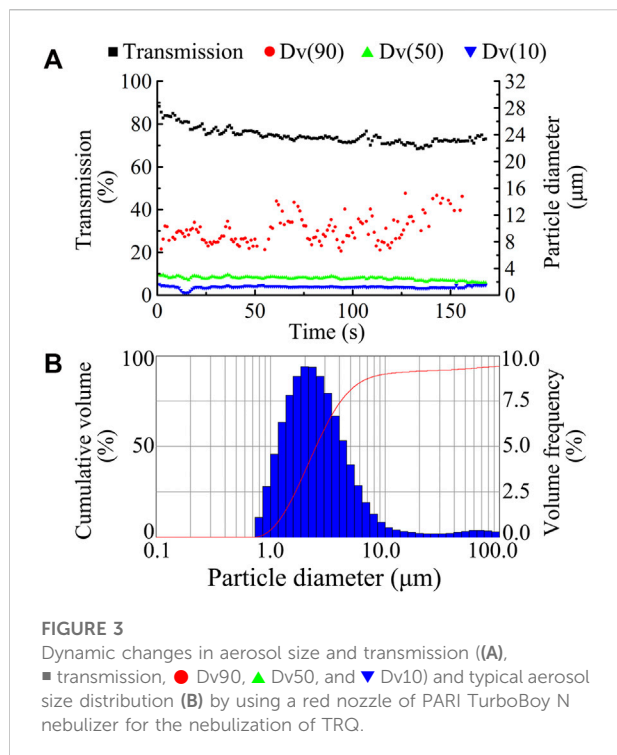 ■ Transmission ● Dv(90) ▲ Dv(50) ▼ Dv(10)
A
100
80
60
40
20
0
Transmission
(%)
32
28
24
20
16
12
8
4
0
Particle diameter
(μm)
0 50 100 150
Time (s)
B
100
50
0
Cumulative volume
(%)
10.0
7.5
5.0
2.5
0.0
Volume frequency
(%)
0.1 1.0 10.0 100.0
Particle diameter (μm)
FIGURE 3
Dynamic changes in aerosol size and transmission ((A),
■ transmission, ● Dv90, ▲ Dv50, and ▼ Dv10) and typical aerosol
size distribution (B) by using a red nozzle of PARI TurboBoy N
nebulizer for the nebulization of TRQ.